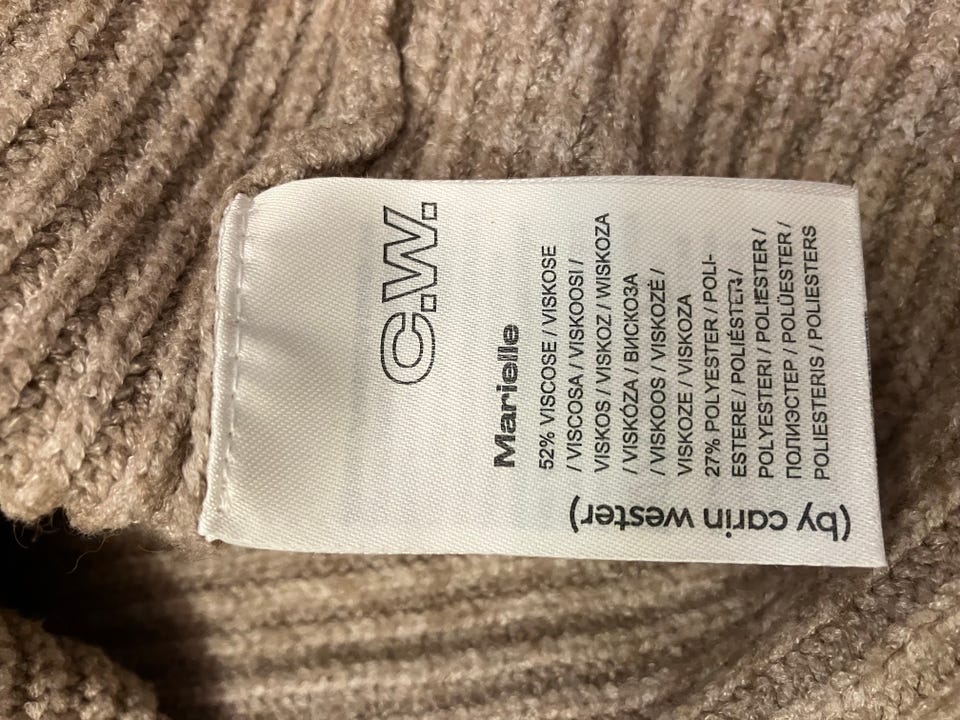 C.W.
Marielle
52% VISCOSE / VISKOSE
/ VISCOSA / VISKOOSI /
VISKOS / VISKOZ / WISKOZA
/ VISKÓZA / ВИСКОЗА
/ VISKOOS / VISKOZĖ /
VISKOZE / VISKOZA
27% POLYESTER / POLI-
ESTERE / POLIÉSTER /
POLYESTERI / POLIESTER /
ПОЛИЭСТЕР / POLÜESTER /
POLIESTERIS / POLIESTERS
(by carin wester)